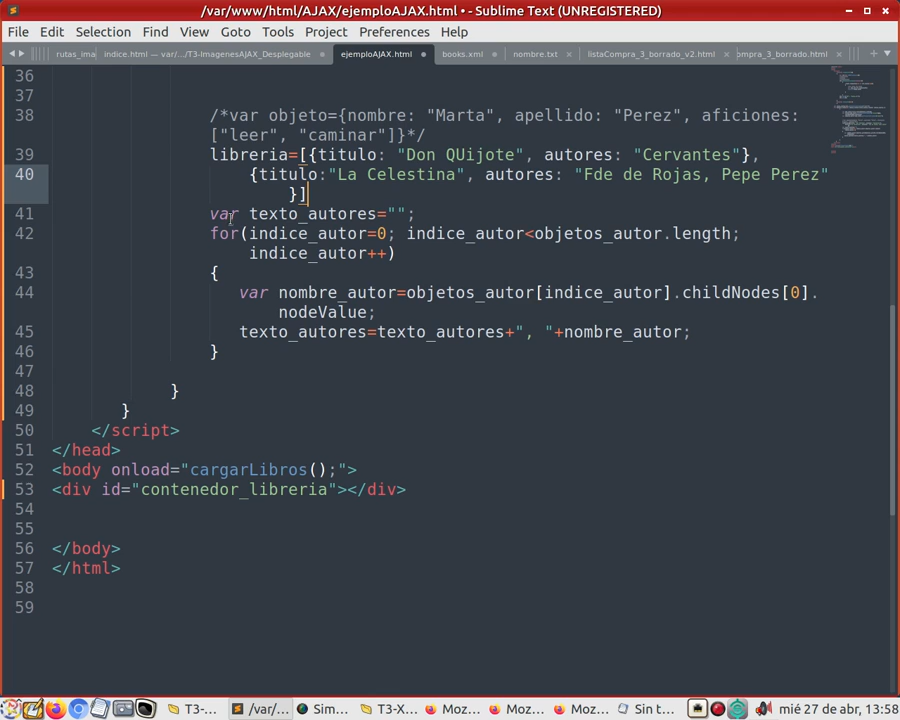 /var/www/html/AJAX/ejemploAJAX.html • - Sublime Text (UNREGISTERED)
File Edit Selection Find View Goto Tools Project Preferences Help
rutas_ima índice.html — var/.../T3-ImagenesAJAX_Desplegable ejemploAJAX.html books.xml nombre.txt listaCompra_3_borrado_v2.html ompra_3_borrado.html
36
37
38 /*var objeto={nombre: "Marta", apellido: "Perez", aficiones:
["leer", "caminar"]}*/
39 libreria=[{titulo: "Don QUijote", autores: "Cervantes"},
40 {titulo:"La Celestina", autores: "Fde de Rojas, Pepe Perez"
}]
41 var texto_autores="";
42 for(indice_autor=0; indice_autor<objetos_autor.length;
indice_autor++)
43 {
44 var nombre_autor=objetos_autor[indice_autor].childNodes[0].
nodeValue;
45 texto_autores=texto_autores+", "+nombre_autor;
46 }
47
48 }
49 }
50 </script>
51 </head>
52 <body onload="cargarLibros();">
53 <div id="contenedor_libreria"></div>
54
55
56 </body>
57 </html>
58
59
T3-... /var/... Sim... T3-X... Moz... Moz... Moz... Sin t... mié 27 de abr, 13:58